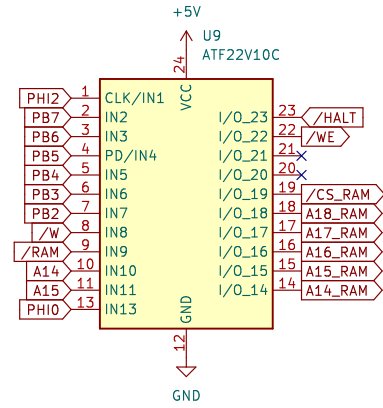 +5V
U9
ATF22V10C
24
VCC
PHI2 1 CLK/IN1
PB7 2 IN2 I/O_23 23 /HALT
PB6 3 IN3 I/O_22 22 /WE
PB5 4 PD/IN4 I/O_21 21
PB4 5 IN5 I/O_20 20
PB3 6 IN6 I/O_19 19 /CS_RAM
PB2 7 IN7 I/O_18 18 A18_RAM
/W 8 IN8 I/O_17 17 A17_RAM
/RAM 9 IN9 I/O_16 16 A16_RAM
A14 10 IN10 I/O_15 15 A15_RAM
A15 11 IN11 I/O_14 14 A14_RAM
PHI0 13 IN13
GND
12
GND